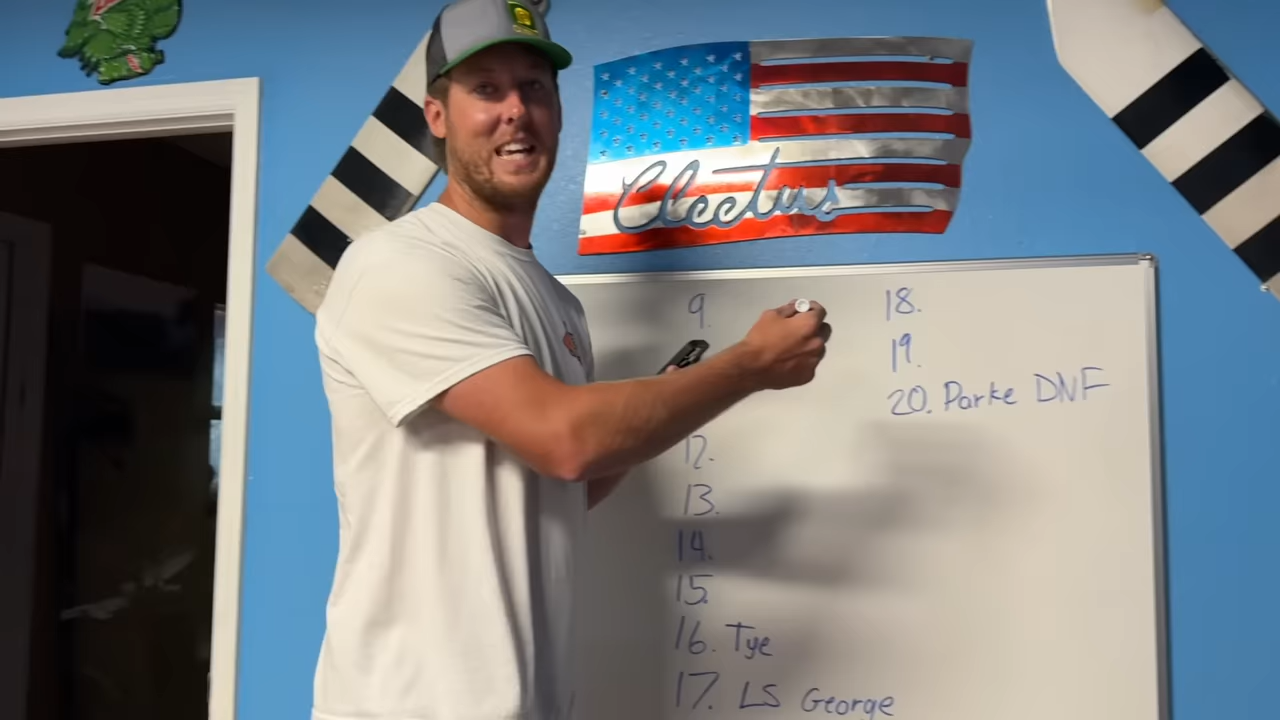 Cleetus
9.
12.
13.
14.
15.
16. Tye
17. LS George
18.
19.
20. Parke DNF